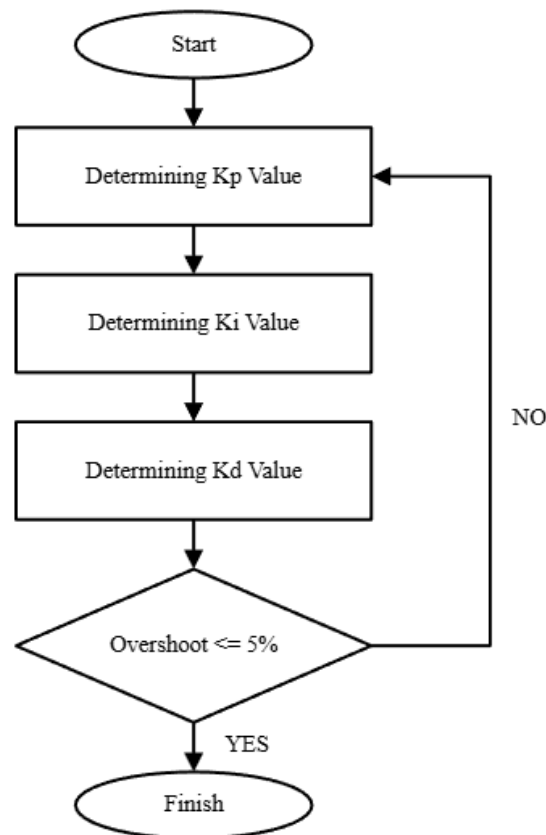 Start
Determining Kp Value
Determining Ki Value
NO
Determining Kd Value
Overshoot <= 5%
YES
Finish